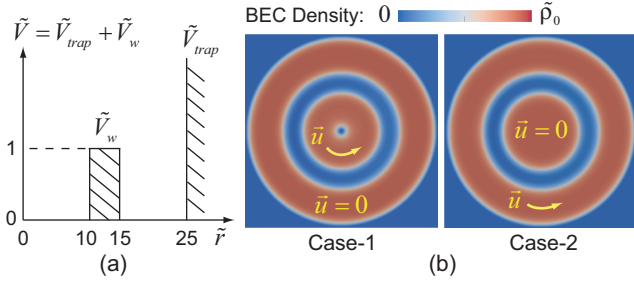 Ṽ = Ṽtrap + Ṽw
Ṽtrap
Ṽw
1
0
0 10 15 25 r̃
(a)
BEC Density: 0 ρ̃0
u⃗
u⃗ = 0
Case-1
u⃗ = 0
u⃗
Case-2
(b)